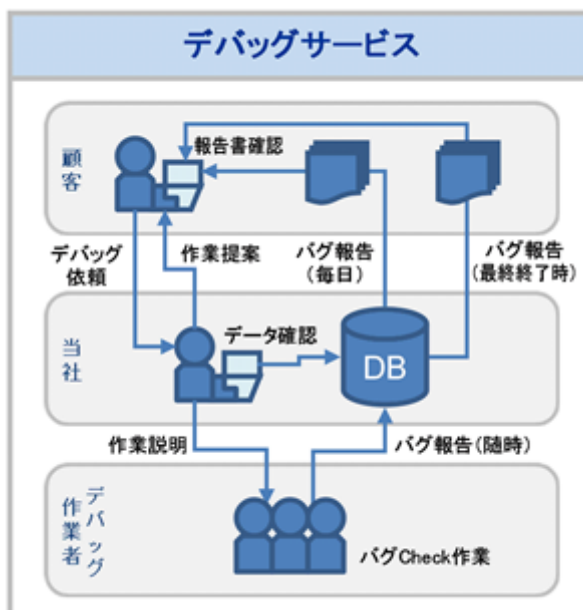 デバッグサービス
顧客
報告書確認
デバッグ
依頼
作業提案
バグ報告
(毎日)
バグ報告
(最終終了時)
当社
データ確認
DB
作業説明
バグ報告(随時)
デバッグ
作業者
バグCheck作業